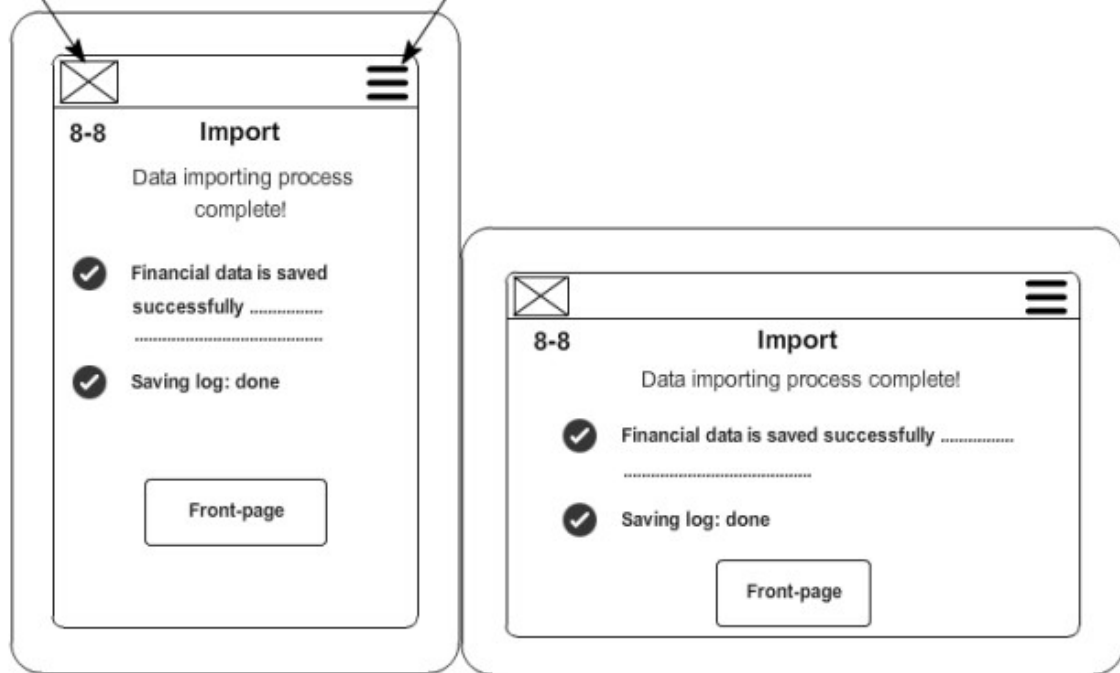 8-8 Import
Data importing process
complete!
Financial data is saved
successfully .................
............................................
Saving log: done
Front-page
8-8 Import
Data importing process complete!
Financial data is saved successfully .................
............................................
Saving log: done
Front-page